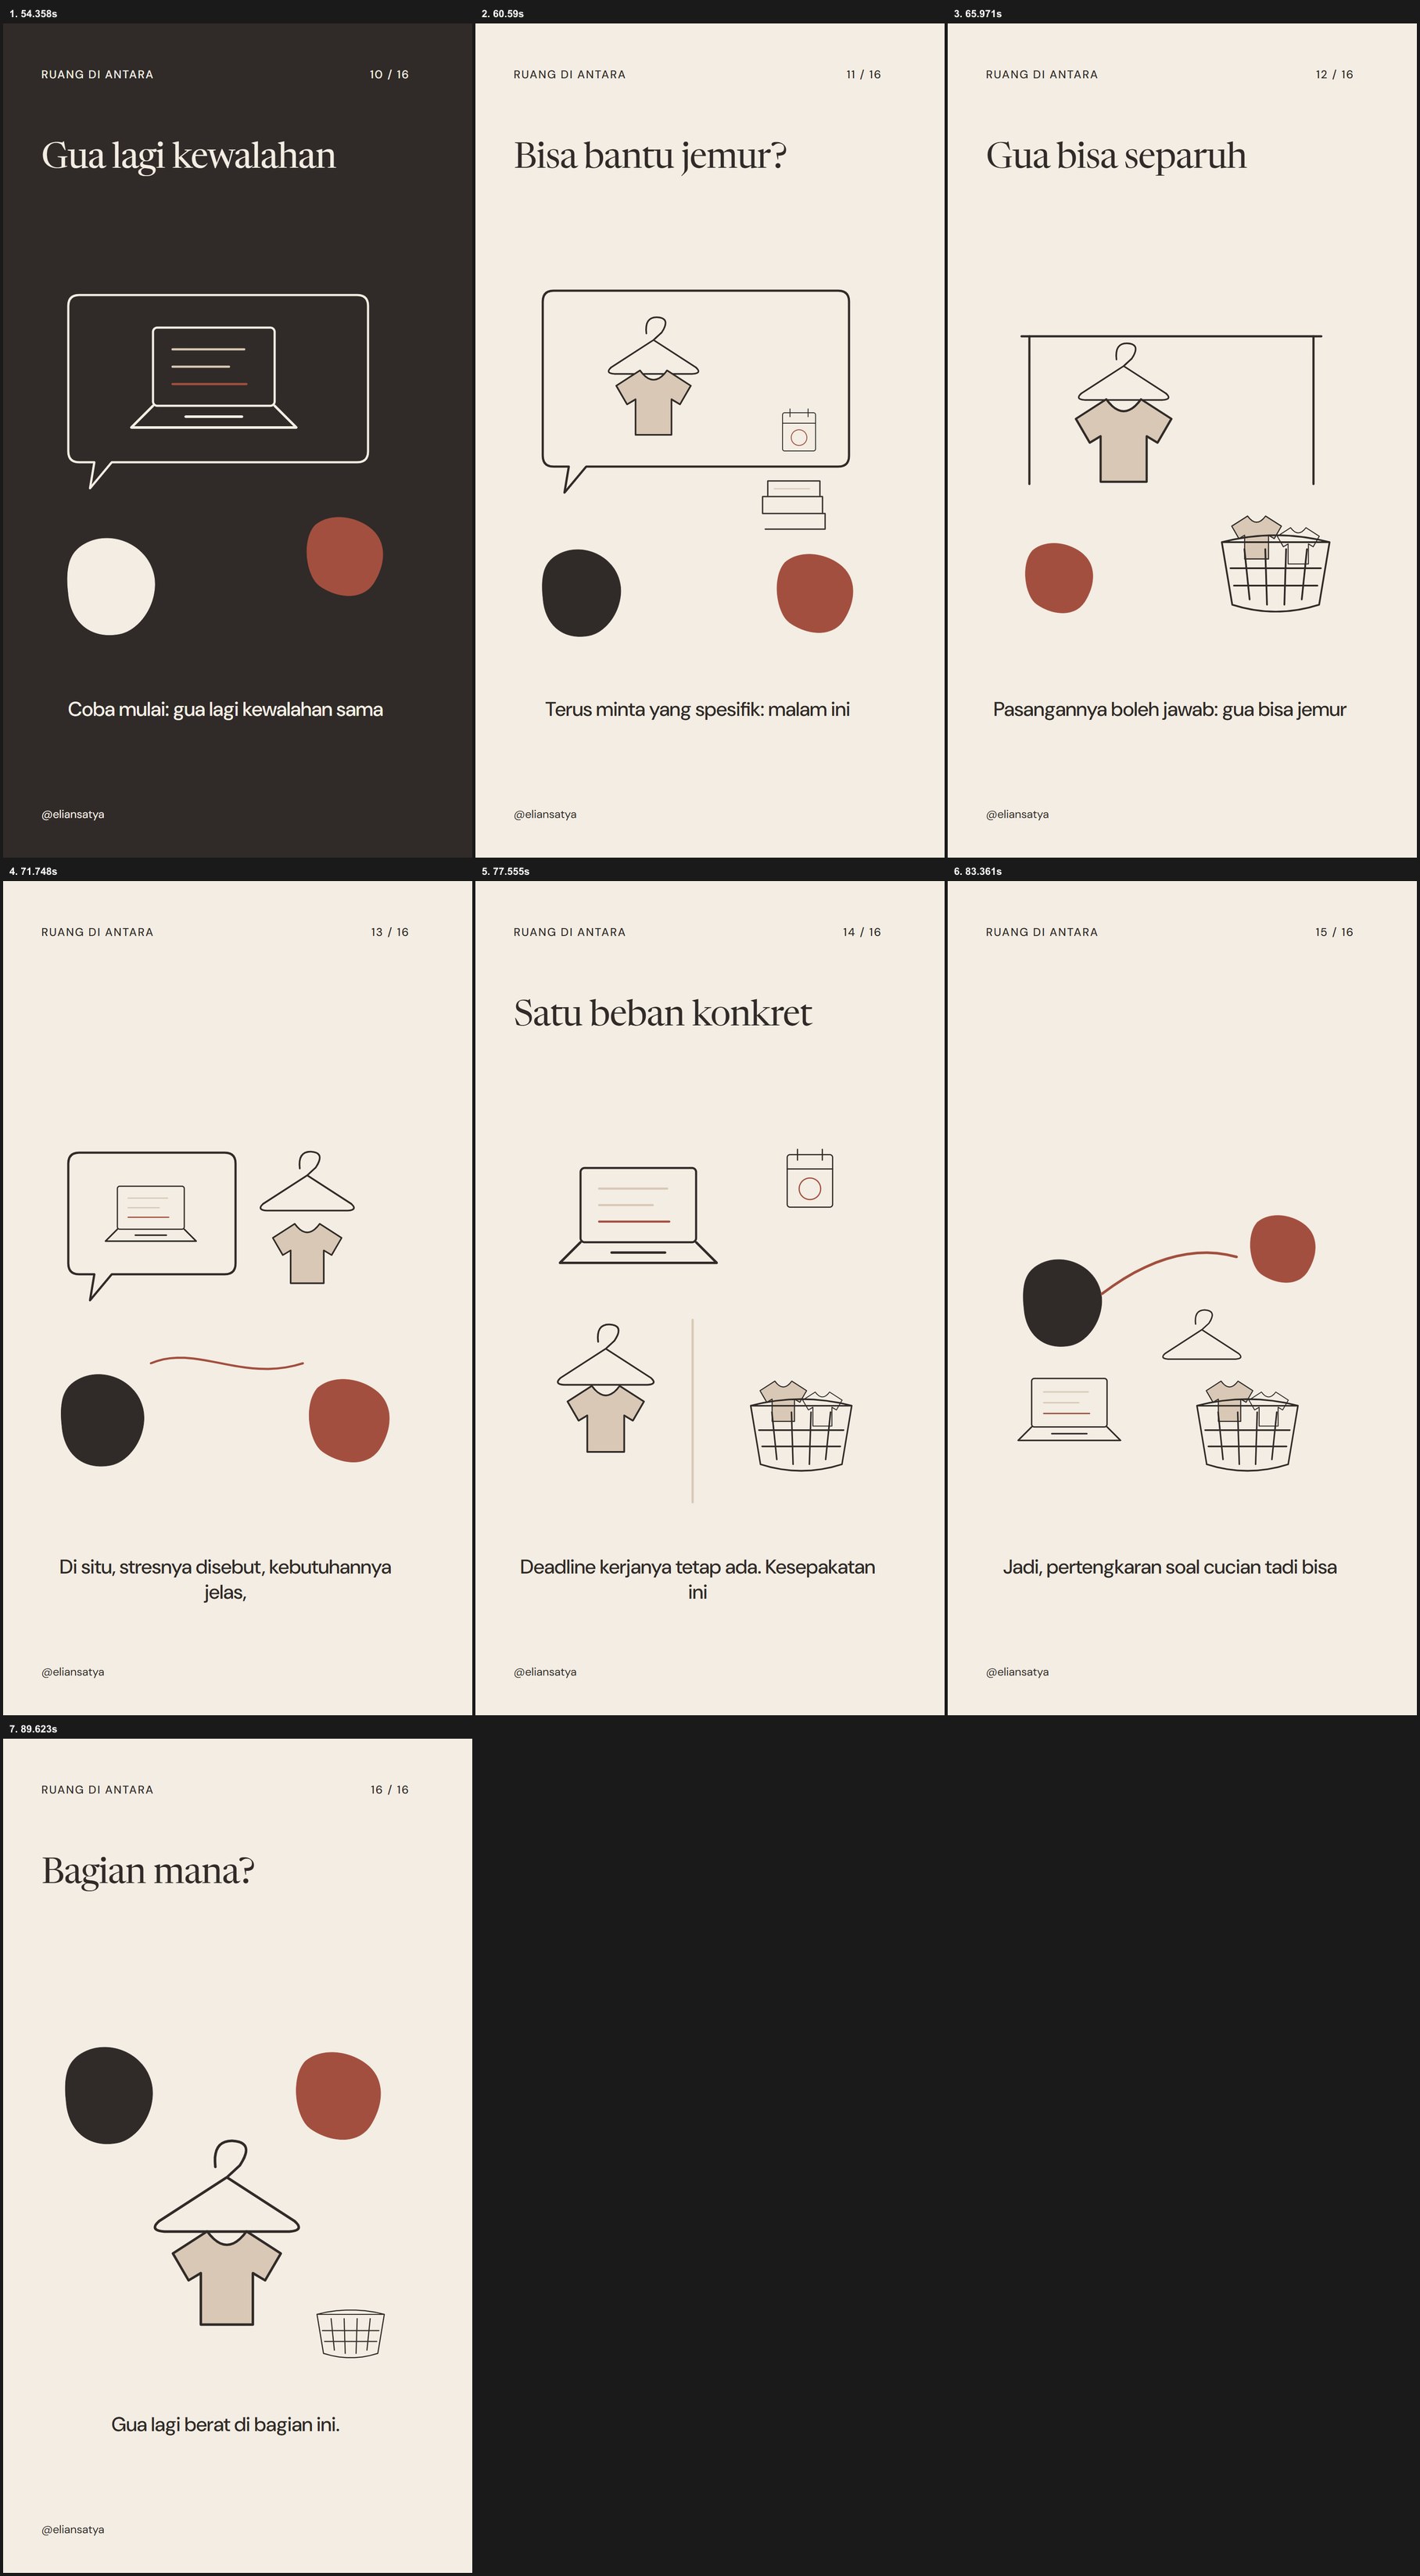 1. 54.358s
RUANG DI ANTARA
10 / 16
Gua lagi kewalahan
Coba mulai: gua lagi kewalahan sama
@eliansatya
2. 60.59s
RUANG DI ANTARA
11 / 16
Bisa bantu jemur?
Terus minta yang spesifik: malam ini
@eliansatya
3. 65.971s
RUANG DI ANTARA
12 / 16
Gua bisa separuh
Pasangannya boleh jawab: gua bisa jemur
@eliansatya
4. 71.748s
RUANG DI ANTARA
13 / 16
Di situ, stresnya disebut, kebutuhannya
jelas,
@eliansatya
5. 77.555s
RUANG DI ANTARA
14 / 16
Satu beban konkret
Deadline kerjanya tetap ada. Kesepakatan
ini
@eliansatya
6. 83.361s
RUANG DI ANTARA
15 / 16
Jadi, pertengkaran soal cucian tadi bisa
@eliansatya
7. 89.623s
RUANG DI ANTARA
16 / 16
Bagian mana?
Gua lagi berat di bagian ini.
@eliansatya